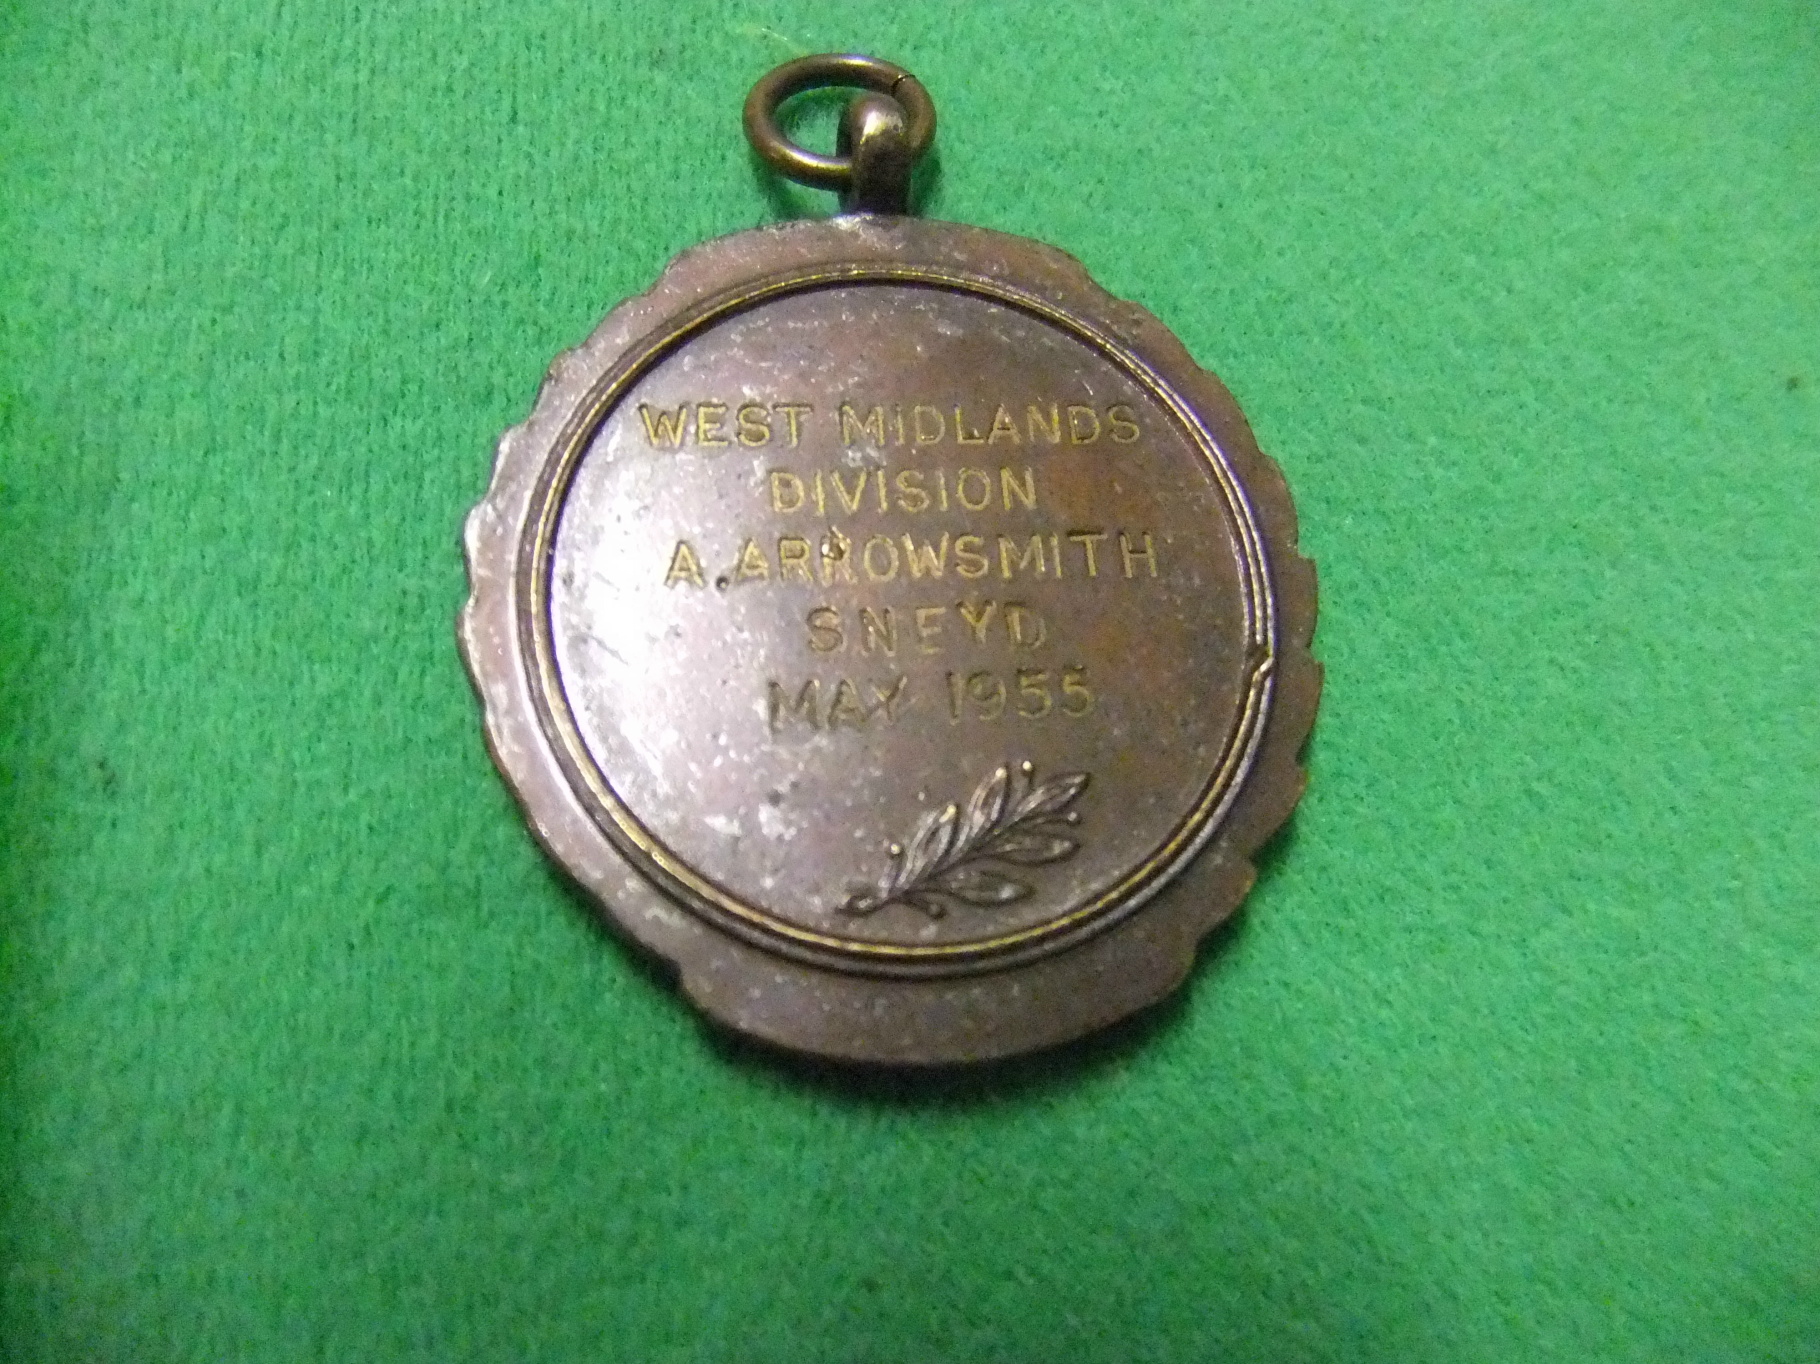 WEST MIDLANDS
DIVISION
A. ARROWSMITH
SNEYD
MAY 1955